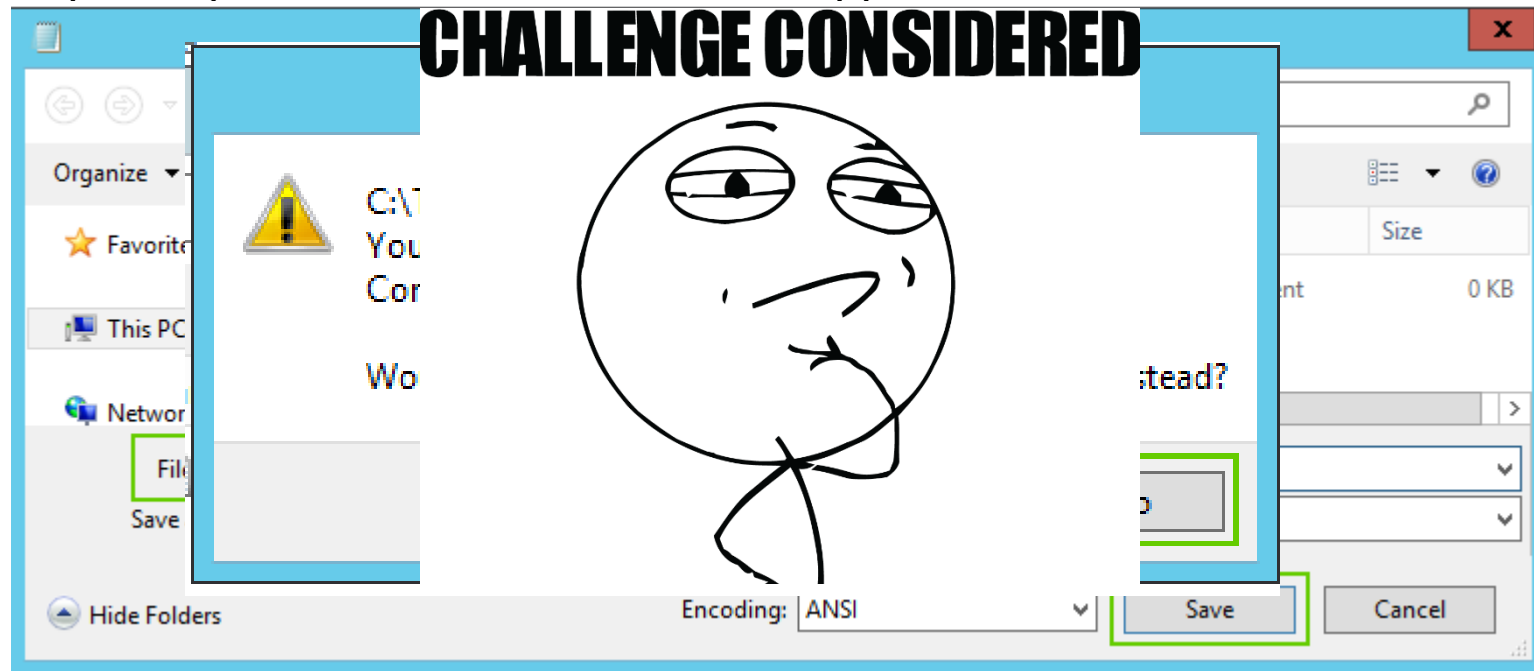 CHALLENGE CONSIDERED
x
Organize
C:\T
Size
Favorite
You
Cor
ent 0 KB
This PC
Wo
stead?
Networ
File
Save
Hide Folders
Encoding: ANSI
Save
Cancel